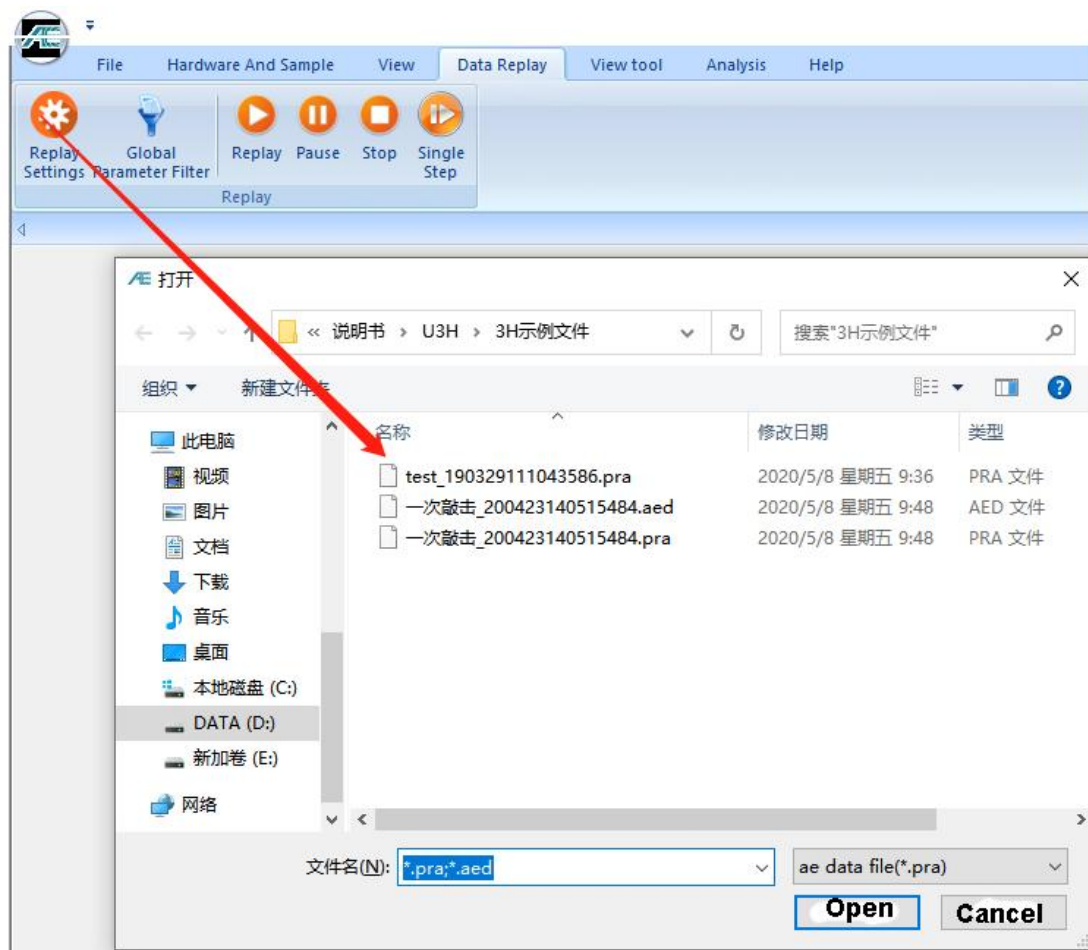 AE
File Hardware And Sample View Data Replay View tool Analysis Help
Replay Settings Global Parameter Filter Replay Pause Stop Single Step
Replay
AE 打开
« 说明书 › U3H › 3H示例文件 搜索"3H示例文件"
组织 新建文件夹
名称 修改日期 类型
此电脑
视频
图片
文档
下载
音乐
桌面
本地磁盘 (C:)
DATA (D:)
新加卷 (E:)
网络
test_190329111043586.pra 2020/5/8 星期五 9:36 PRA 文件
一次敲击_200423140515484.aed 2020/5/8 星期五 9:48 AED 文件
一次敲击_200423140515484.pra 2020/5/8 星期五 9:48 PRA 文件
文件名(N): *.pra;*.aed ae data file(*.pra)
Open Cancel